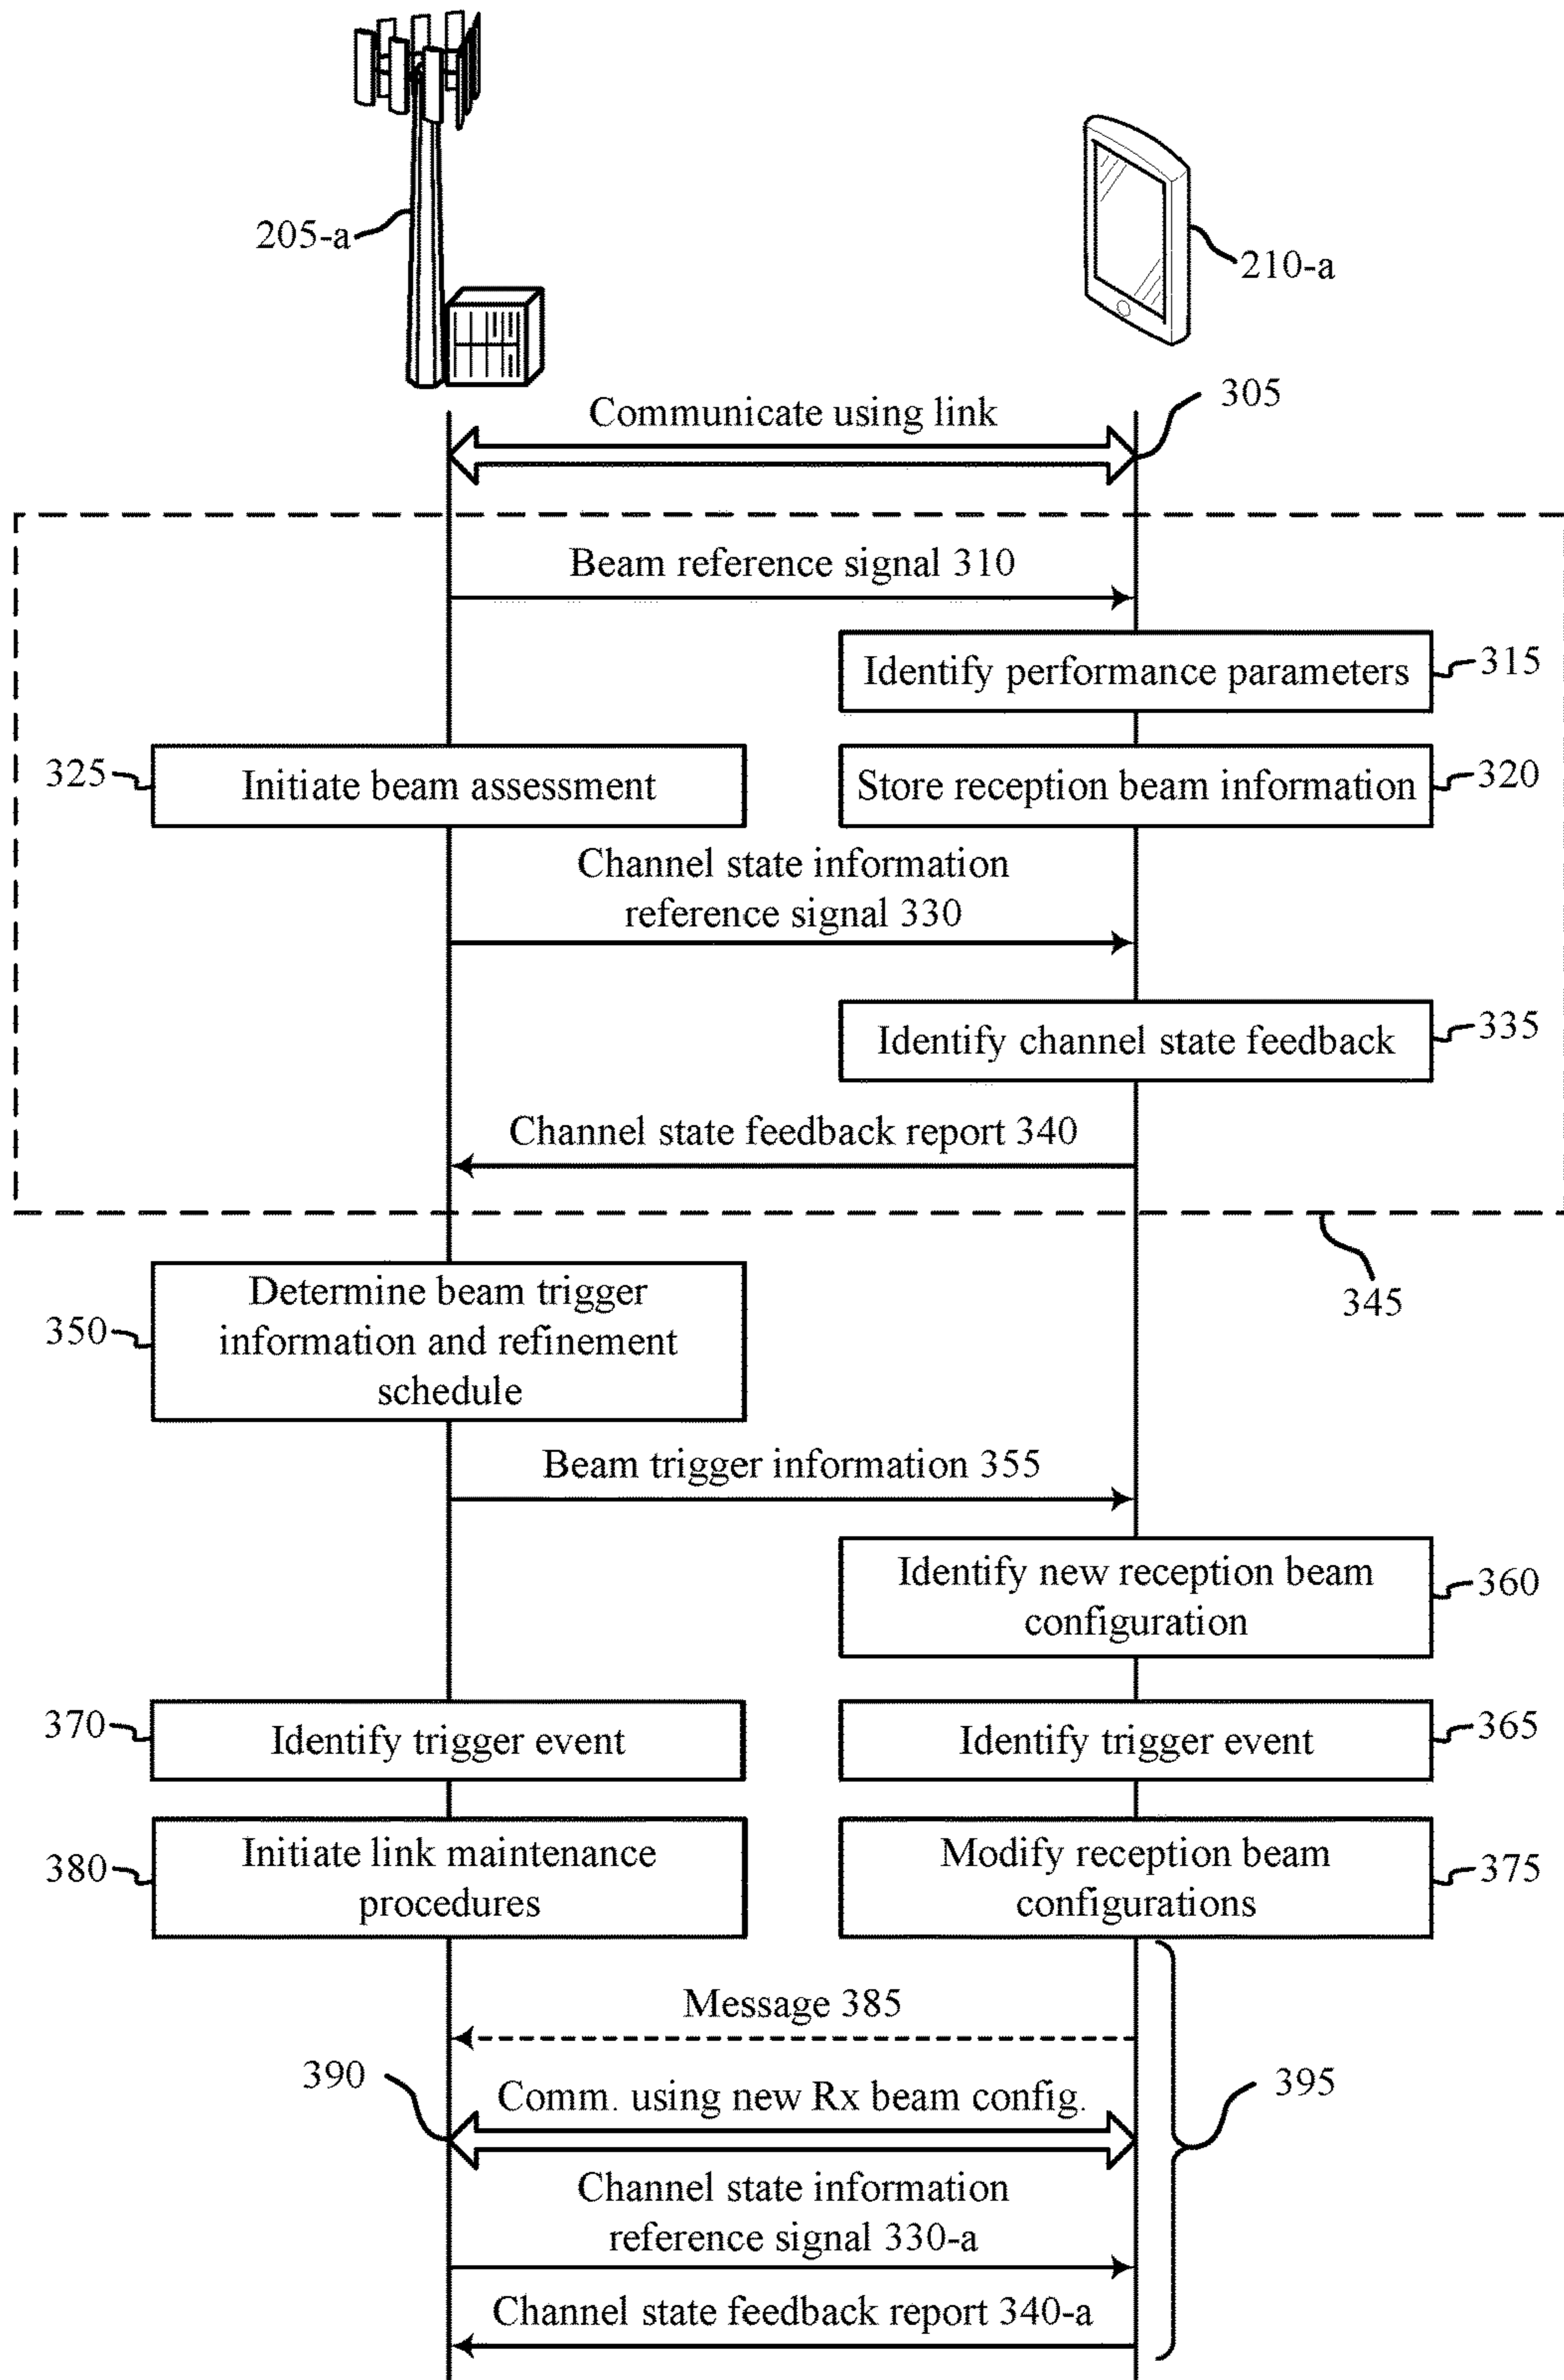 205-a
210-a
Communicate using link
305
Beam reference signal 310
Identify performance parameters
315
325
Initiate beam assessment
Store reception beam information
320
Channel state information
reference signal 330
Identify channel state feedback
335
Channel state feedback report 340
345
350
Determine beam trigger
information and refinement
schedule
Beam trigger information 355
Identify new reception beam
configuration
360
370
Identify trigger event
Identify trigger event
365
380
Initiate link maintenance
procedures
Modify reception beam
configurations
375
Message 385
390
Comm. using new Rx beam config.
395
Channel state information
reference signal 330-a
Channel state feedback report 340-a